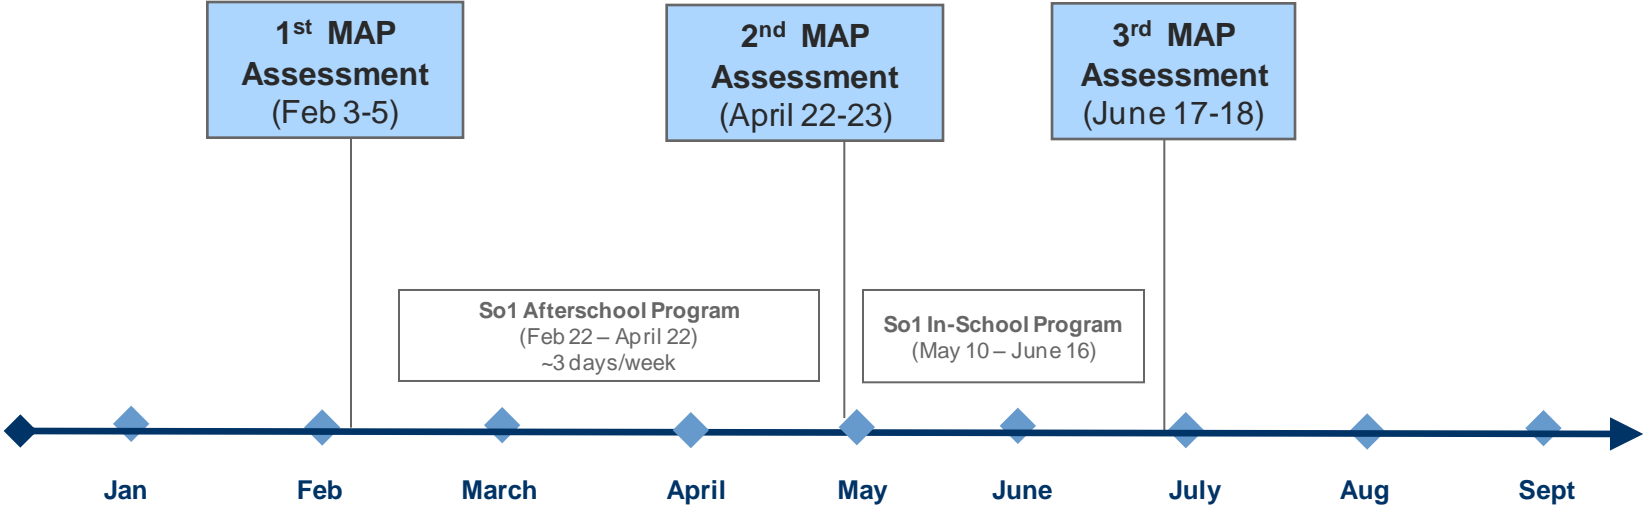 1st MAP
Assessment
(Feb 3-5)
2nd MAP
Assessment
(April 22-23)
3rd MAP
Assessment
(June 17-18)
So1 Afterschool Program
(Feb 22 – April 22)
~3 days/week
So1 In-School Program
(May 10 – June 16)
Jan Feb March April May June July Aug Sept